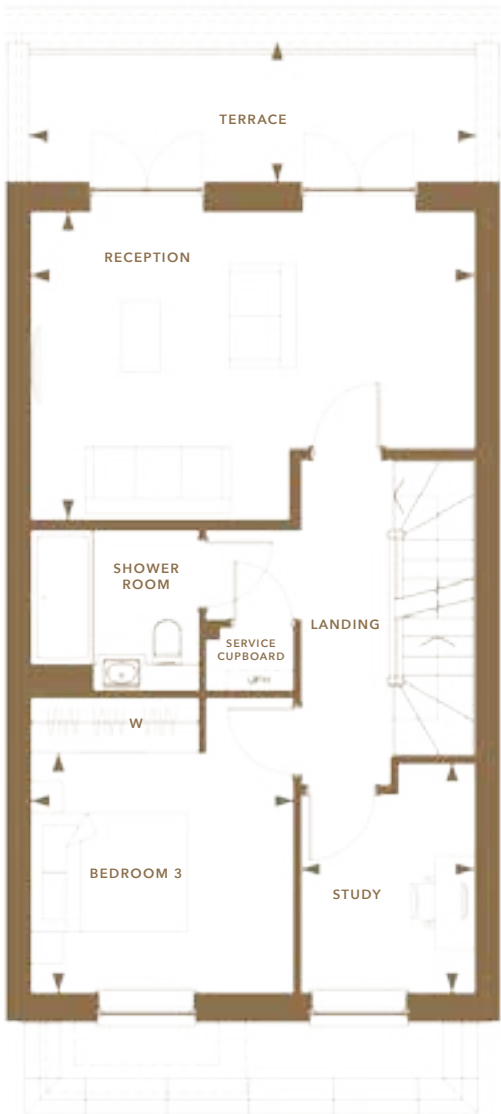 TERRACE
RECEPTION
SHOWER
ROOM
LANDING
SERVICE
CUPBOARD
W
BEDROOM 3
STUDY